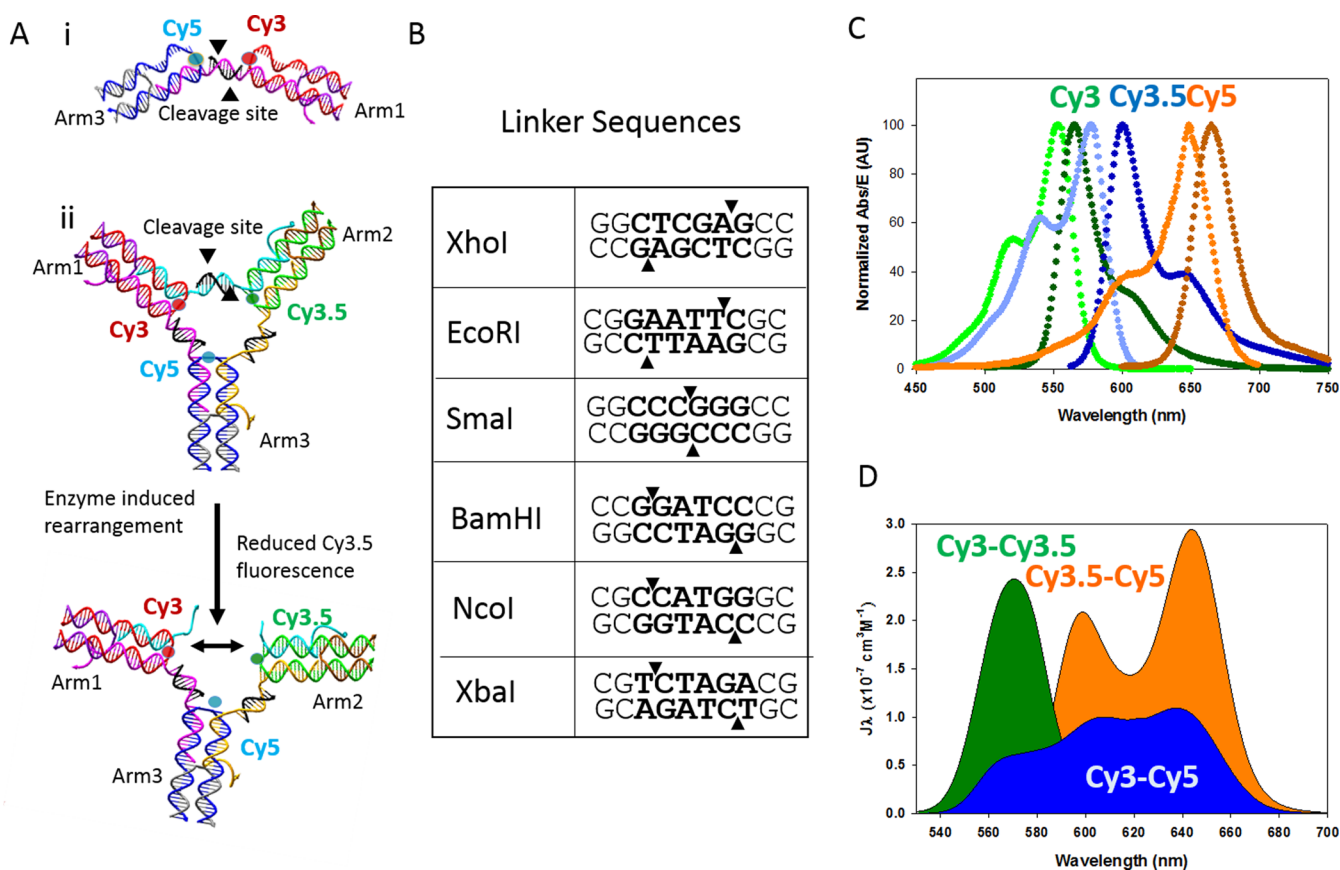 A
i
Cy5
Cy3
Arm3
Cleavage site
Arm1
ii
Cleavage site
Arm1
Arm2
Cy3
Cy3.5
Cy5
Arm3
Enzyme induced
rearrangement
Reduced Cy3.5
fluorescence
Cy3
Cy3.5
Arm1
Arm2
Cy5
Arm3
B
Linker Sequences
XhoI
GGCTCGAGCC
CCGAGCTCGG
EcoRI
CGGAATTCGC
GCCTTAAGCG
SmaI
GGCCCGGGCC
CCGGGCCCGG
BamHI
CCGGATCCCG
GGCCTAGGGC
NcoI
CGCCATGGGC
GCGGTACCCG
XbaI
CGTCTAGACG
GCAGATCTGC
C
Cy3 Cy3.5 Cy5
Normalized Abs/E (AU)
100
80
60
40
20
0
450 500 550 600 650 700 750
Wavelength (nm)
D
Cy3-Cy3.5
Cy3.5-Cy5
Cy3-Cy5
Jλ (x10⁻⁷ cm³M⁻¹)
3.0
2.5
2.0
1.5
1.0
0.5
0.0
540 560 580 600 620 640 660 680 700
Wavelength (nm)